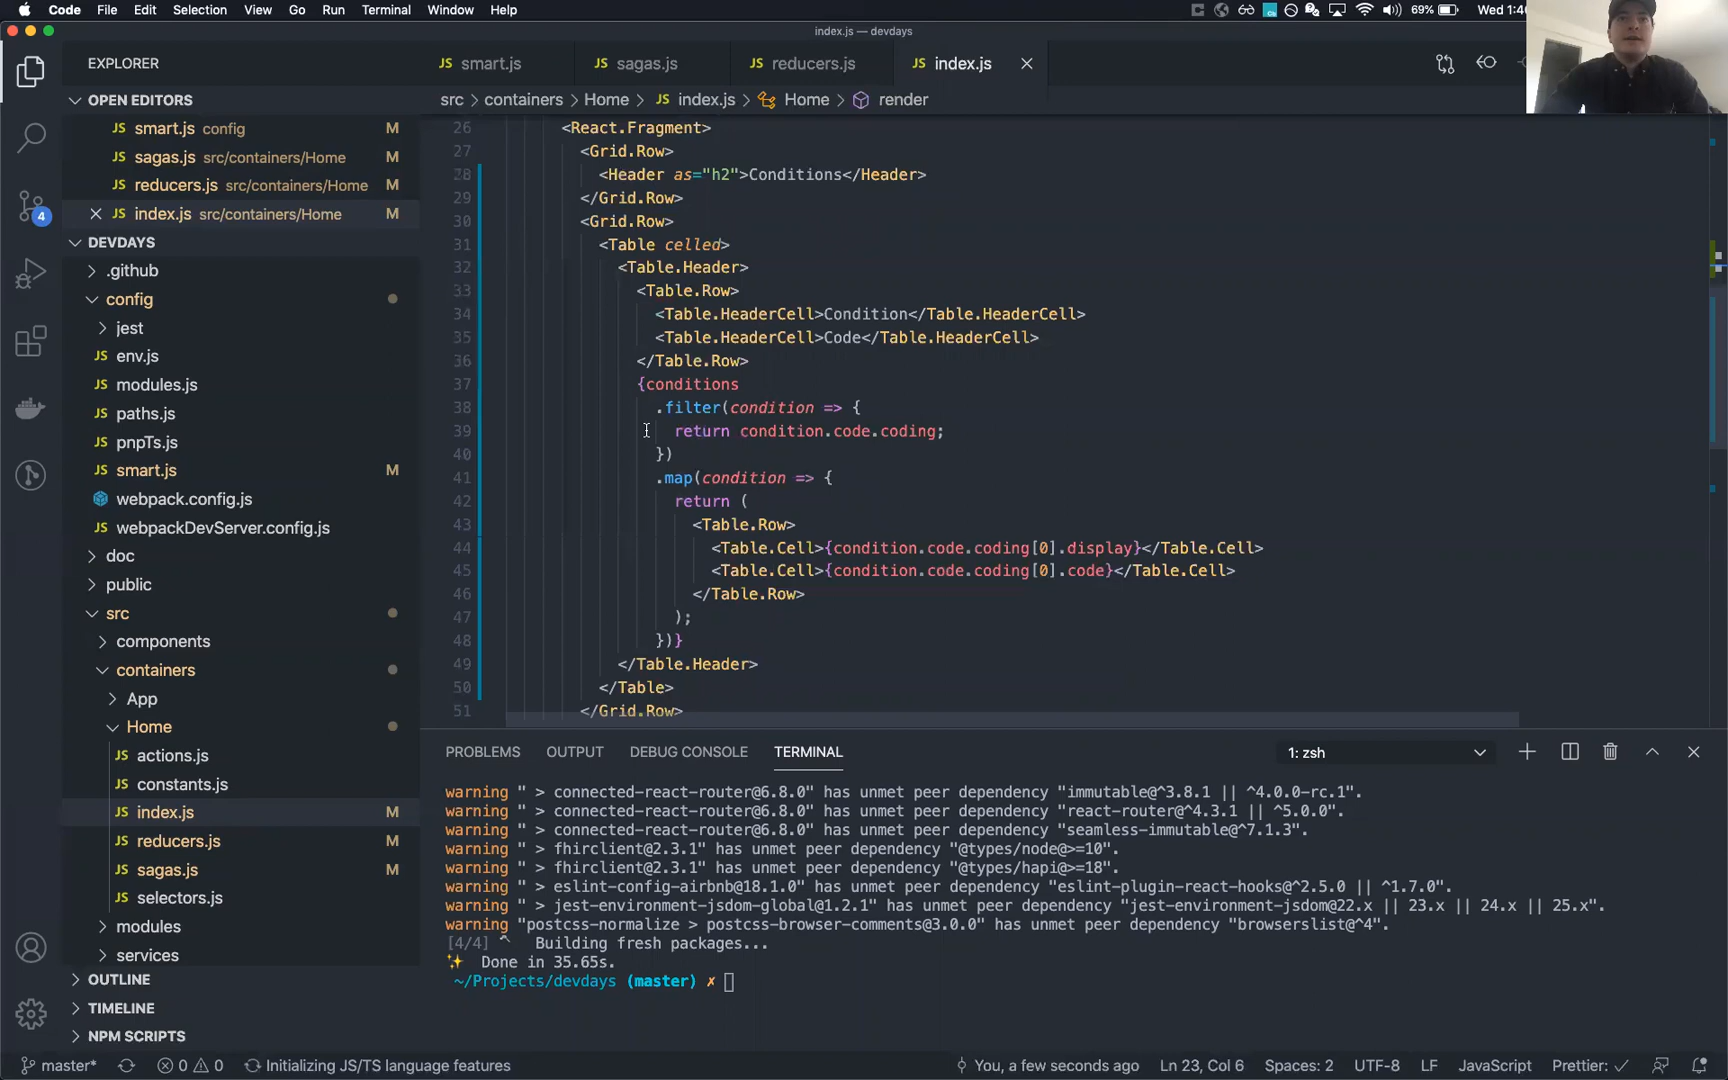 Code File Edit Selection View Go Run Terminal Window Help 69% Wed 1:4
index.js — devdays
EXPLORER
smart.js sagas.js reducers.js index.js
OPEN EDITORS
src > containers > Home > JS index.js > Home > render
JS smart.js config M
JS sagas.js src/containers/Home M
JS reducers.js src/containers/Home M
JS index.js src/containers/Home M
DEVDAYS
.github
config
jest
JS env.js
JS modules.js
JS paths.js
JS pnpTs.js
JS smart.js M
webpack.config.js
JS webpackDevServer.config.js
doc
public
src
components
containers
App
Home
JS actions.js
JS constants.js
JS index.js M
JS reducers.js M
JS sagas.js M
JS selectors.js
modules
services
OUTLINE
TIMELINE
NPM SCRIPTS
4
26 <React.Fragment>
27 <Grid.Row>
28 <Header as="h2">Conditions</Header>
29 </Grid.Row>
30 <Grid.Row>
31 <Table celled>
32 <Table.Header>
33 <Table.Row>
34 <Table.HeaderCell>Condition</Table.HeaderCell>
35 <Table.HeaderCell>Code</Table.HeaderCell>
36 </Table.Row>
37 {conditions
38 .filter(condition => {
39 return condition.code.coding;
40 })
41 .map(condition => {
42 return (
43 <Table.Row>
44 <Table.Cell>{condition.code.coding[0].display}</Table.Cell>
45 <Table.Cell>{condition.code.coding[0].code}</Table.Cell>
46 </Table.Row>
47 );
48 })}
49 </Table.Header>
50 </Table>
51 </Grid.Row>
PROBLEMS OUTPUT DEBUG CONSOLE TERMINAL 1: zsh
warning " > connected-react-router@6.8.0" has unmet peer dependency "immutable@^3.8.1 || ^4.0.0-rc.1".
warning " > connected-react-router@6.8.0" has unmet peer dependency "react-router@^4.3.1 || ^5.0.0".
warning " > connected-react-router@6.8.0" has unmet peer dependency "seamless-immutable@^7.1.3".
warning " > fhirclient@2.3.1" has unmet peer dependency "@types/node@>=10".
warning " > fhirclient@2.3.1" has unmet peer dependency "@types/hapi@>=18".
warning " > eslint-config-airbnb@18.1.0" has unmet peer dependency "eslint-plugin-react-hooks@^2.5.0 || ^1.7.0".
warning " > jest-environment-jsdom-global@1.2.1" has unmet peer dependency "jest-environment-jsdom@22.x || 23.x || 24.x || 25.x".
warning "postcss-normalize > postcss-browser-comments@3.0.0" has unmet peer dependency "browserslist@^4".
[4/4] ^ Building fresh packages...
✨ Done in 35.65s.
~/Projects/devdays (master) ✗
master* 0 0 Initializing JS/TS language features You, a few seconds ago Ln 23, Col 6 Spaces: 2 UTF-8 LF JavaScript Prettier: ✓